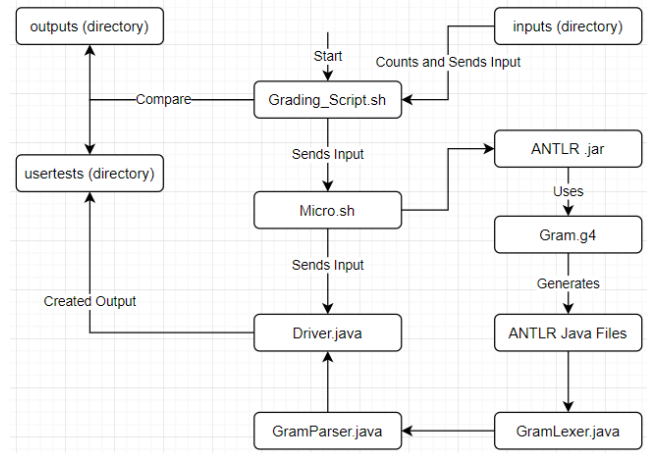 outputs (directory)
inputs (directory)
Start
Counts and Sends Input
Compare
Grading_Script.sh
Sends Input
ANTLR .jar
usertests (directory)
Uses
Micro.sh
Gram.g4
Sends Input
Generates
Created Output
Driver.java
ANTLR Java Files
GramParser.java
GramLexer.java